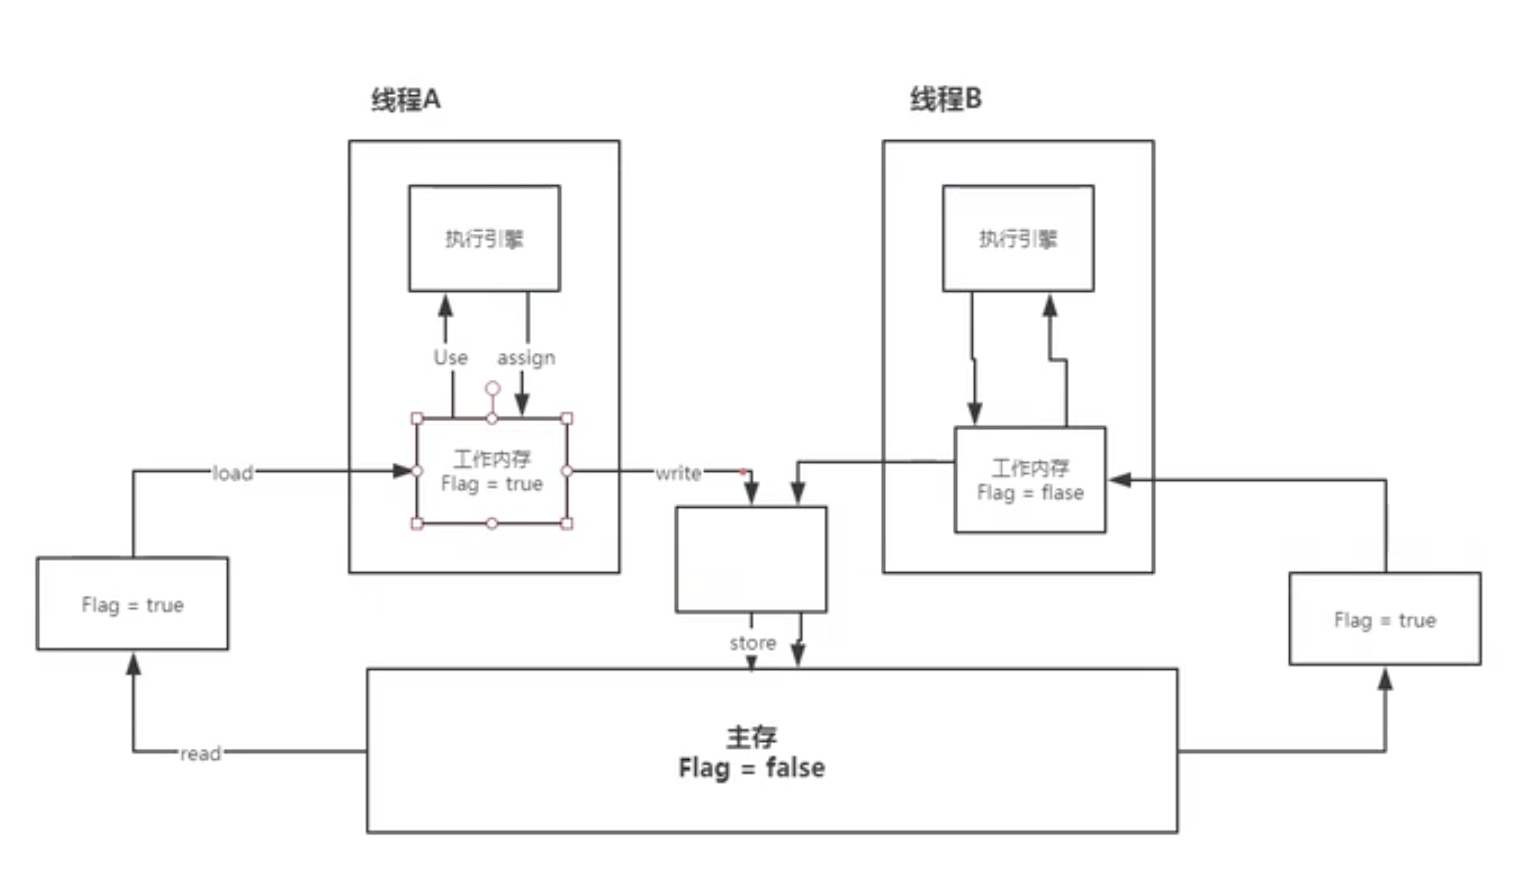 线程A
线程B
执行引擎
执行引擎
Use
assign
工作内存
Flag = true
load
write
工作内存
Flag = flase
Flag = true
Flag = true
store
read
主存
Flag = false